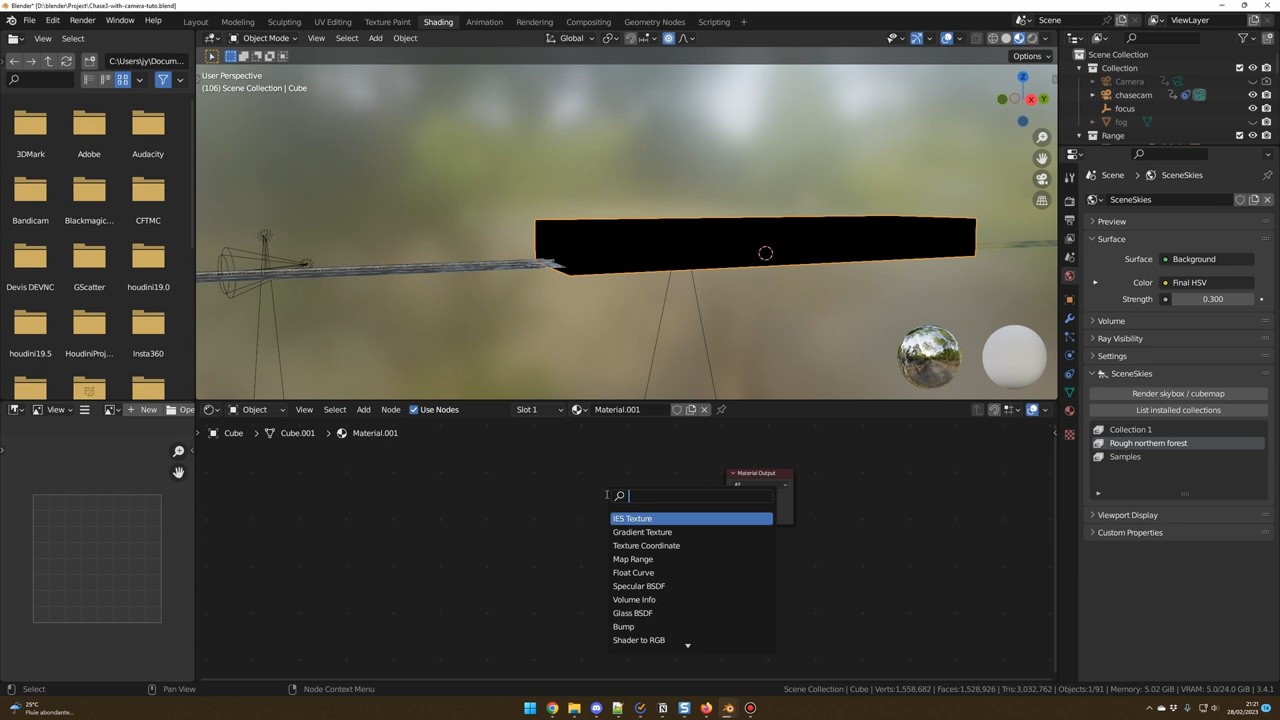 Blender* [D:\blender\Project\Chase3-with-camera-tuto.blend]
File Edit Render Window Help
Layout Modeling Sculpting UV Editing Texture Paint Shading Animation Rendering Compositing Geometry Nodes Scripting
Scene ViewLayer
View Select
Object Mode View Select Add Object Global
C:\Users\jy\Docum...
Options
User Perspective
(106) Scene Collection | Cube
Z
X
Y
3DMark Adobe Audacity
Bandicam Blackmagic... CFTMC
Devis DEVNC GScatter houdini19.0
houdini19.5 HoudiniProj... Insta360
Scene Collection
Collection
Camera
chasecam
focus
fog
Range
Scene SceneSkies
SceneSkies
Preview
Surface
Surface Background
Color Final HSV
Strength 0.300
Volume
Ray Visibility
Settings
SceneSkies
Render skybox / cubemap
List installed collections
Collection 1
Rough northern forest
Samples
Viewport Display
Custom Properties
View New Ope
Object View Select Add Node Use Nodes Slot 1 Material.001
Cube Cube.001 Material.001
Material Output
All
IES Texture
Gradient Texture
Texture Coordinate
Map Range
Float Curve
Specular BSDF
Volume Info
Glass BSDF
Bump
Shader to RGB
Select Pan View Node Context Menu
Scene Collection | Cube | Verts:1,558,682 | Faces:1,528,926 | Tris:3,032,762 | Objects:1/91 | Memory: 5.02 GiB | VRAM: 5.0/24.0 GiB | 3.4.1
25°C
Pluie abondante...
21:21
28/02/2023